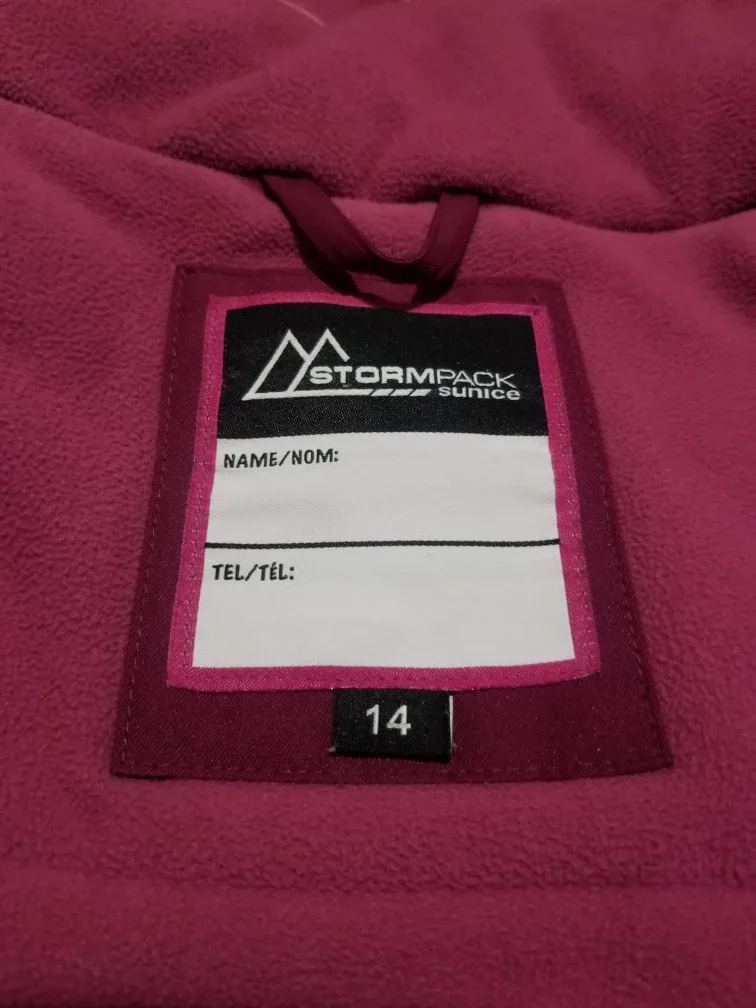 STORMPACK
sunice
NAME/NOM:
TEL/TÉL:
14